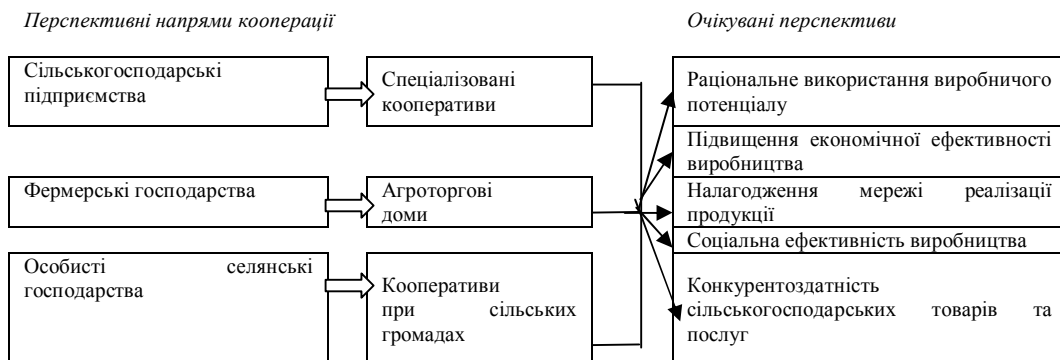 Перспективні напрями кооперації
Очікувані перспективи
Сільськогосподарські
підприємства
Спеціалізовані
кооперативи
Раціональне використання виробничого
потенціалу
Підвищення економічної ефективності
виробництва
Фермерські господарства
Агроторгові
доми
Налагодження мережі реалізації
продукції
Соціальна ефективність виробництва
Особисті селянські
господарства
Кооперативи
при сільських
громадах
Конкурентоздатність
сільськогосподарських товарів та
послуг